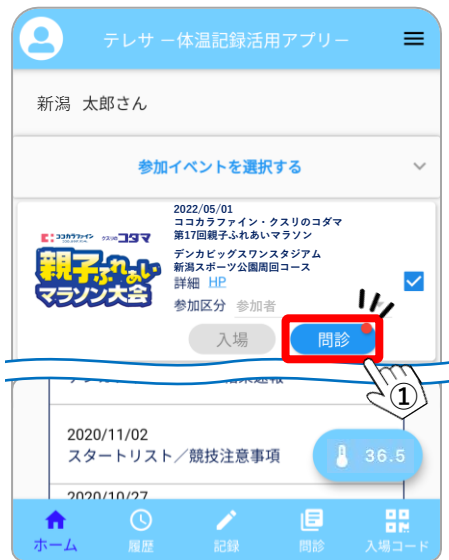 テレサ －体温記録活用アプリ－
新潟 太郎さん
参加イベントを選択する
2022/05/01
ココカラファイン・クスリのコダマ
第17回親子ふれあいマラソン
ココカラファイン クスリのコダマ
親子ふれあい
マラソン大会
デンカビッグスワンスタジアム
新潟スポーツ公園周回コース
詳細 HP
参加区分 参加者
入場
問診
①
2020/11/02
スタートリスト／競技注意事項
36.5
2020/10/27
ホーム
履歴
記録
問診
入場コード